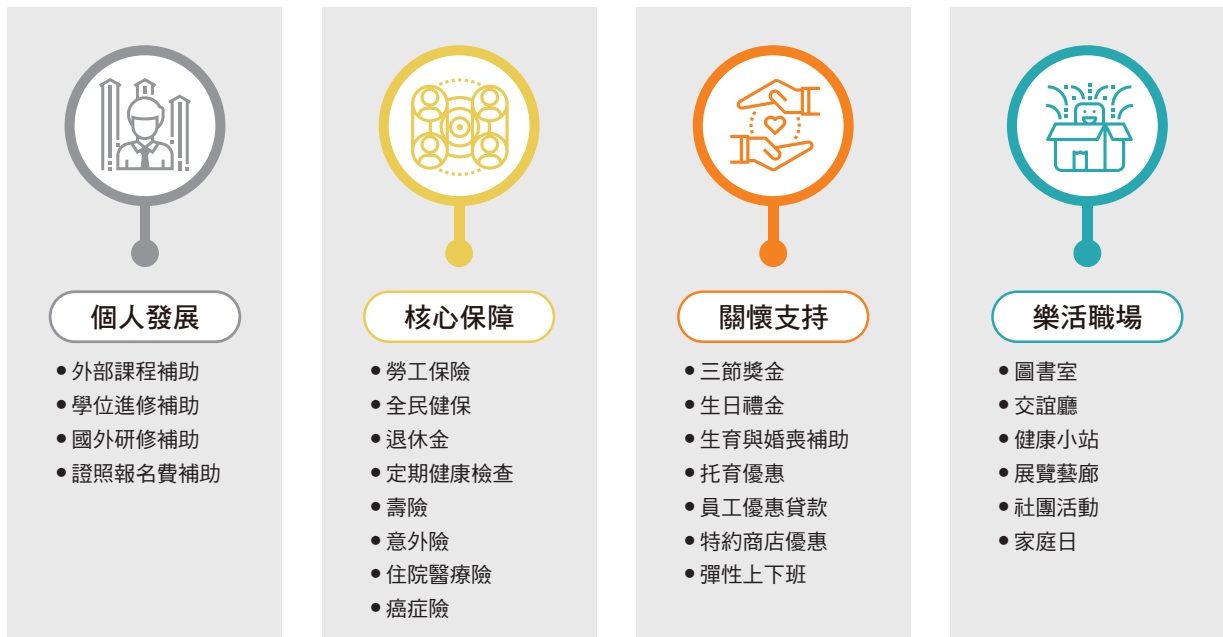 個人發展
• 外部課程補助
• 學位進修補助
• 國外研修補助
• 證照報名費補助
核心保障
• 勞工保險
• 全民健保
• 退休金
• 定期健康檢查
• 壽險
• 意外險
• 住院醫療險
• 癌症險
關懷支持
• 三節獎金
• 生日禮金
• 生育與婚喪補助
• 托育優惠
• 員工優惠貸款
• 特約商店優惠
• 彈性上下班
樂活職場
• 圖書室
• 交誼廳
• 健康小站
• 展覽藝廊
• 社團活動
• 家庭日